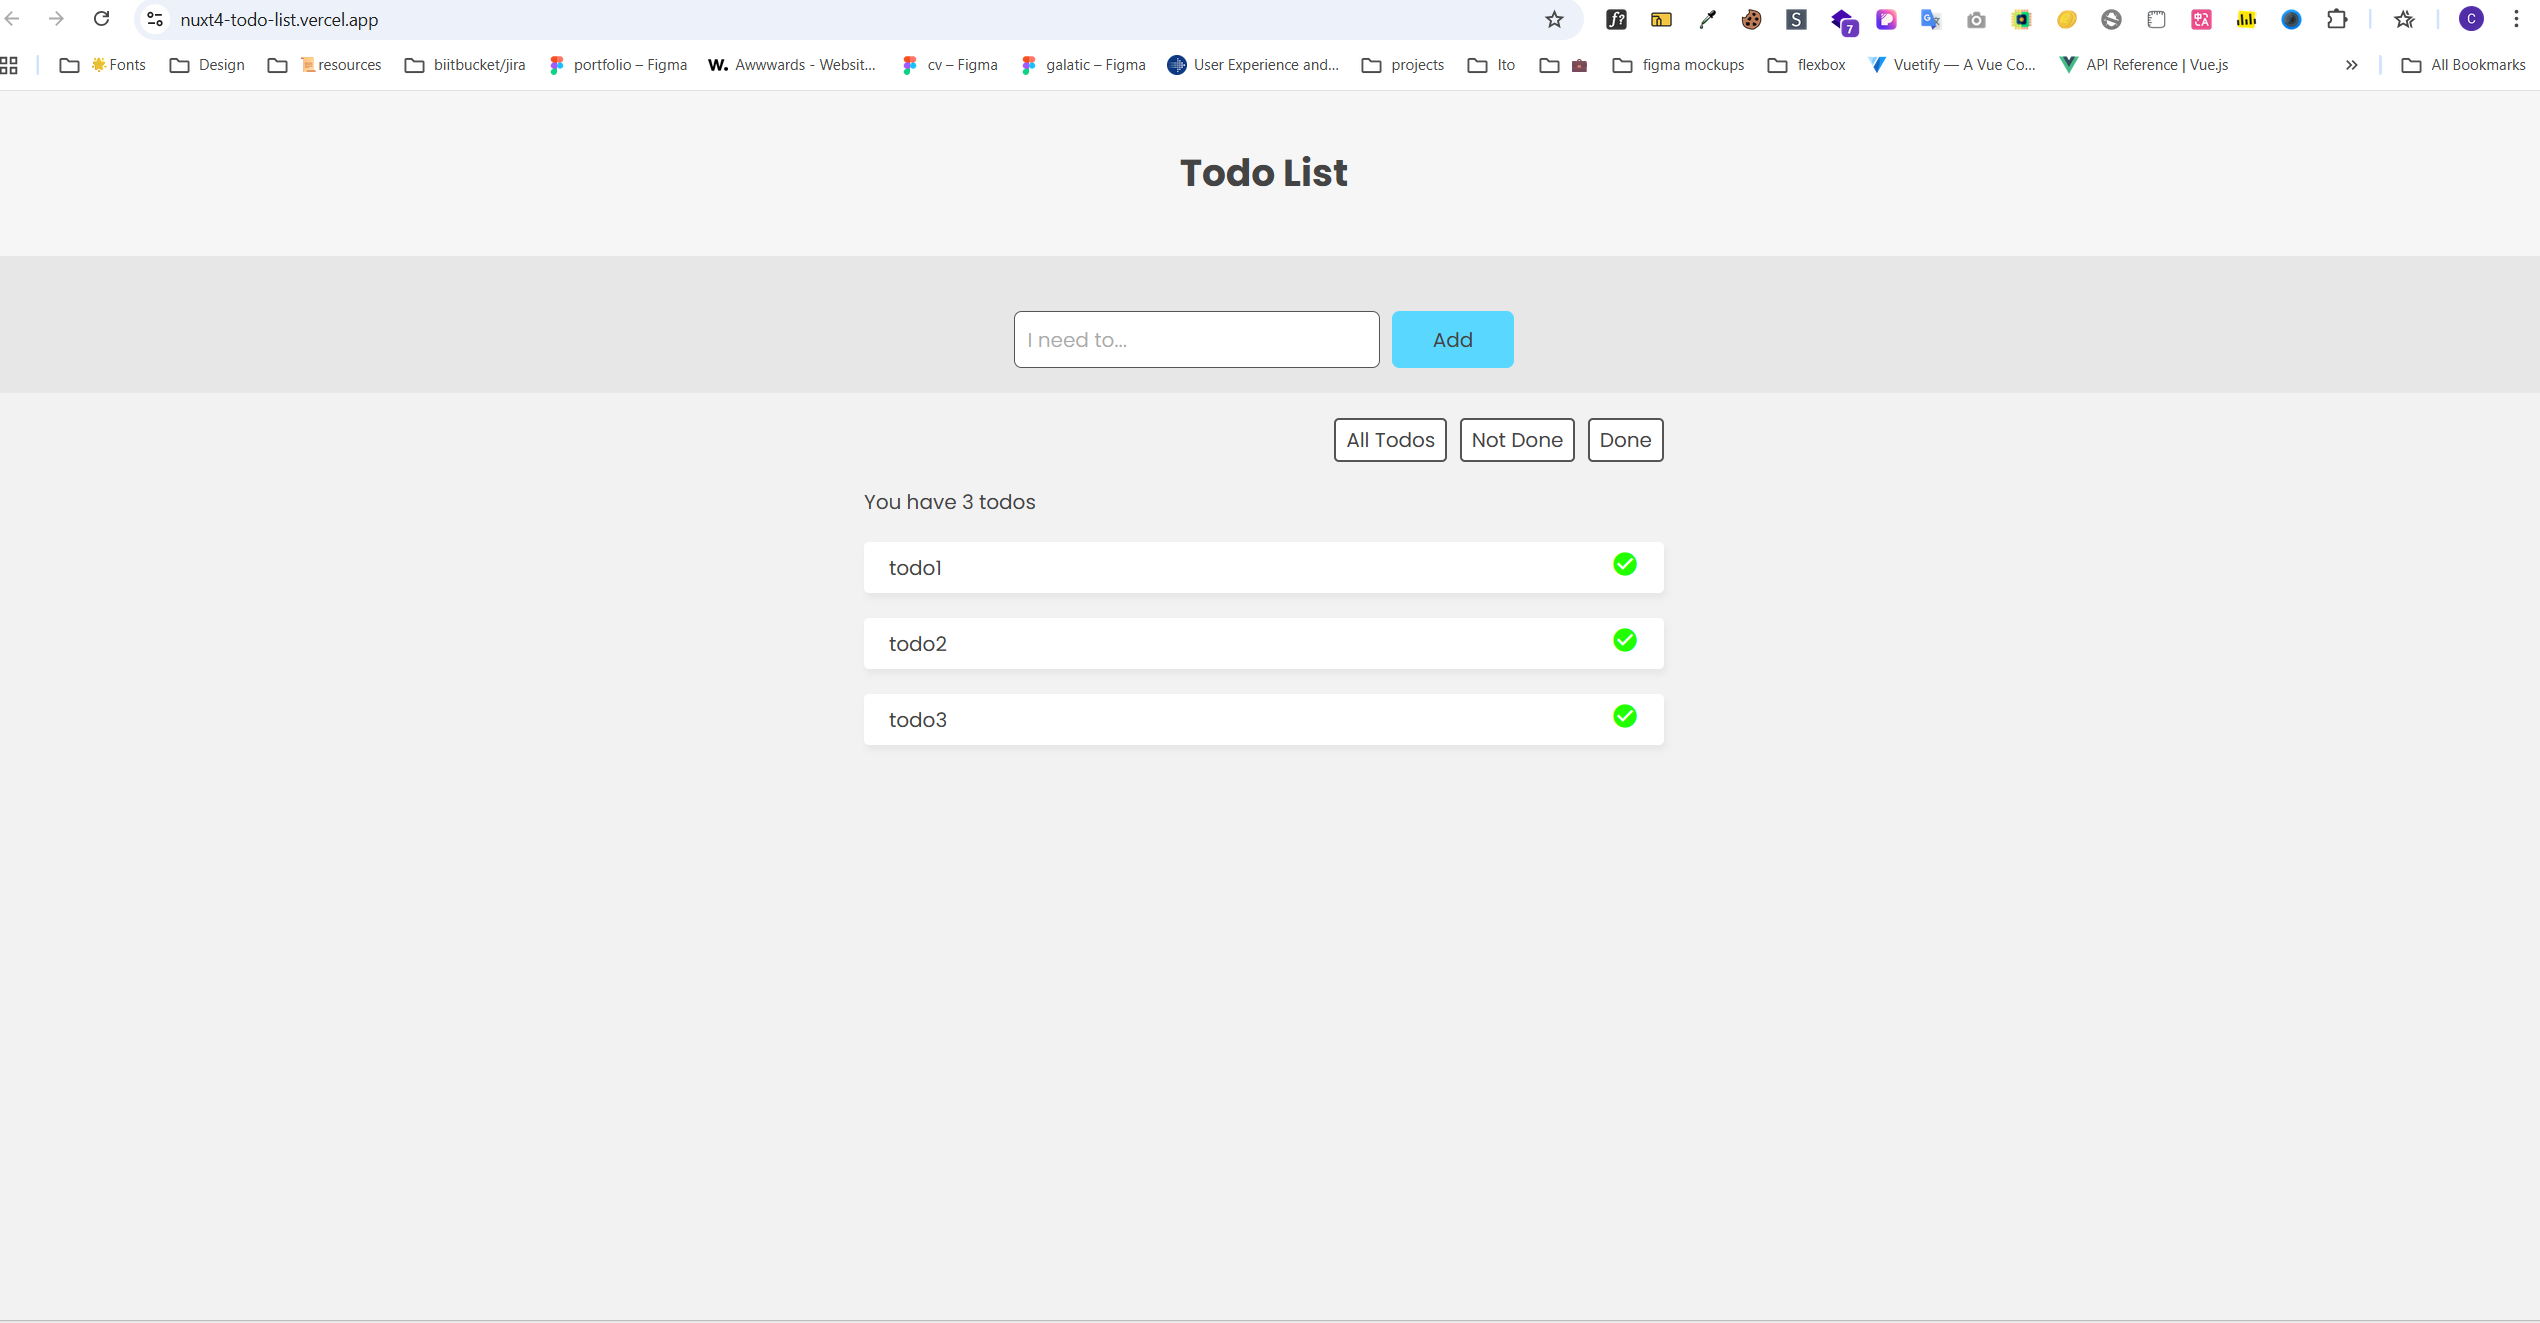 nuxt4-todo-list.vercel.app
7
C
Fonts Design resources biitbucket/jira portfolio – Figma W. Awwwards - Websit... cv – Figma galatic – Figma User Experience and... projects Ito figma mockups flexbox Vuetify — A Vue Co... API Reference | Vue.js » All Bookmarks
Todo List
I need to... Add
All Todos Not Done Done
You have 3 todos
todo1
todo2
todo3